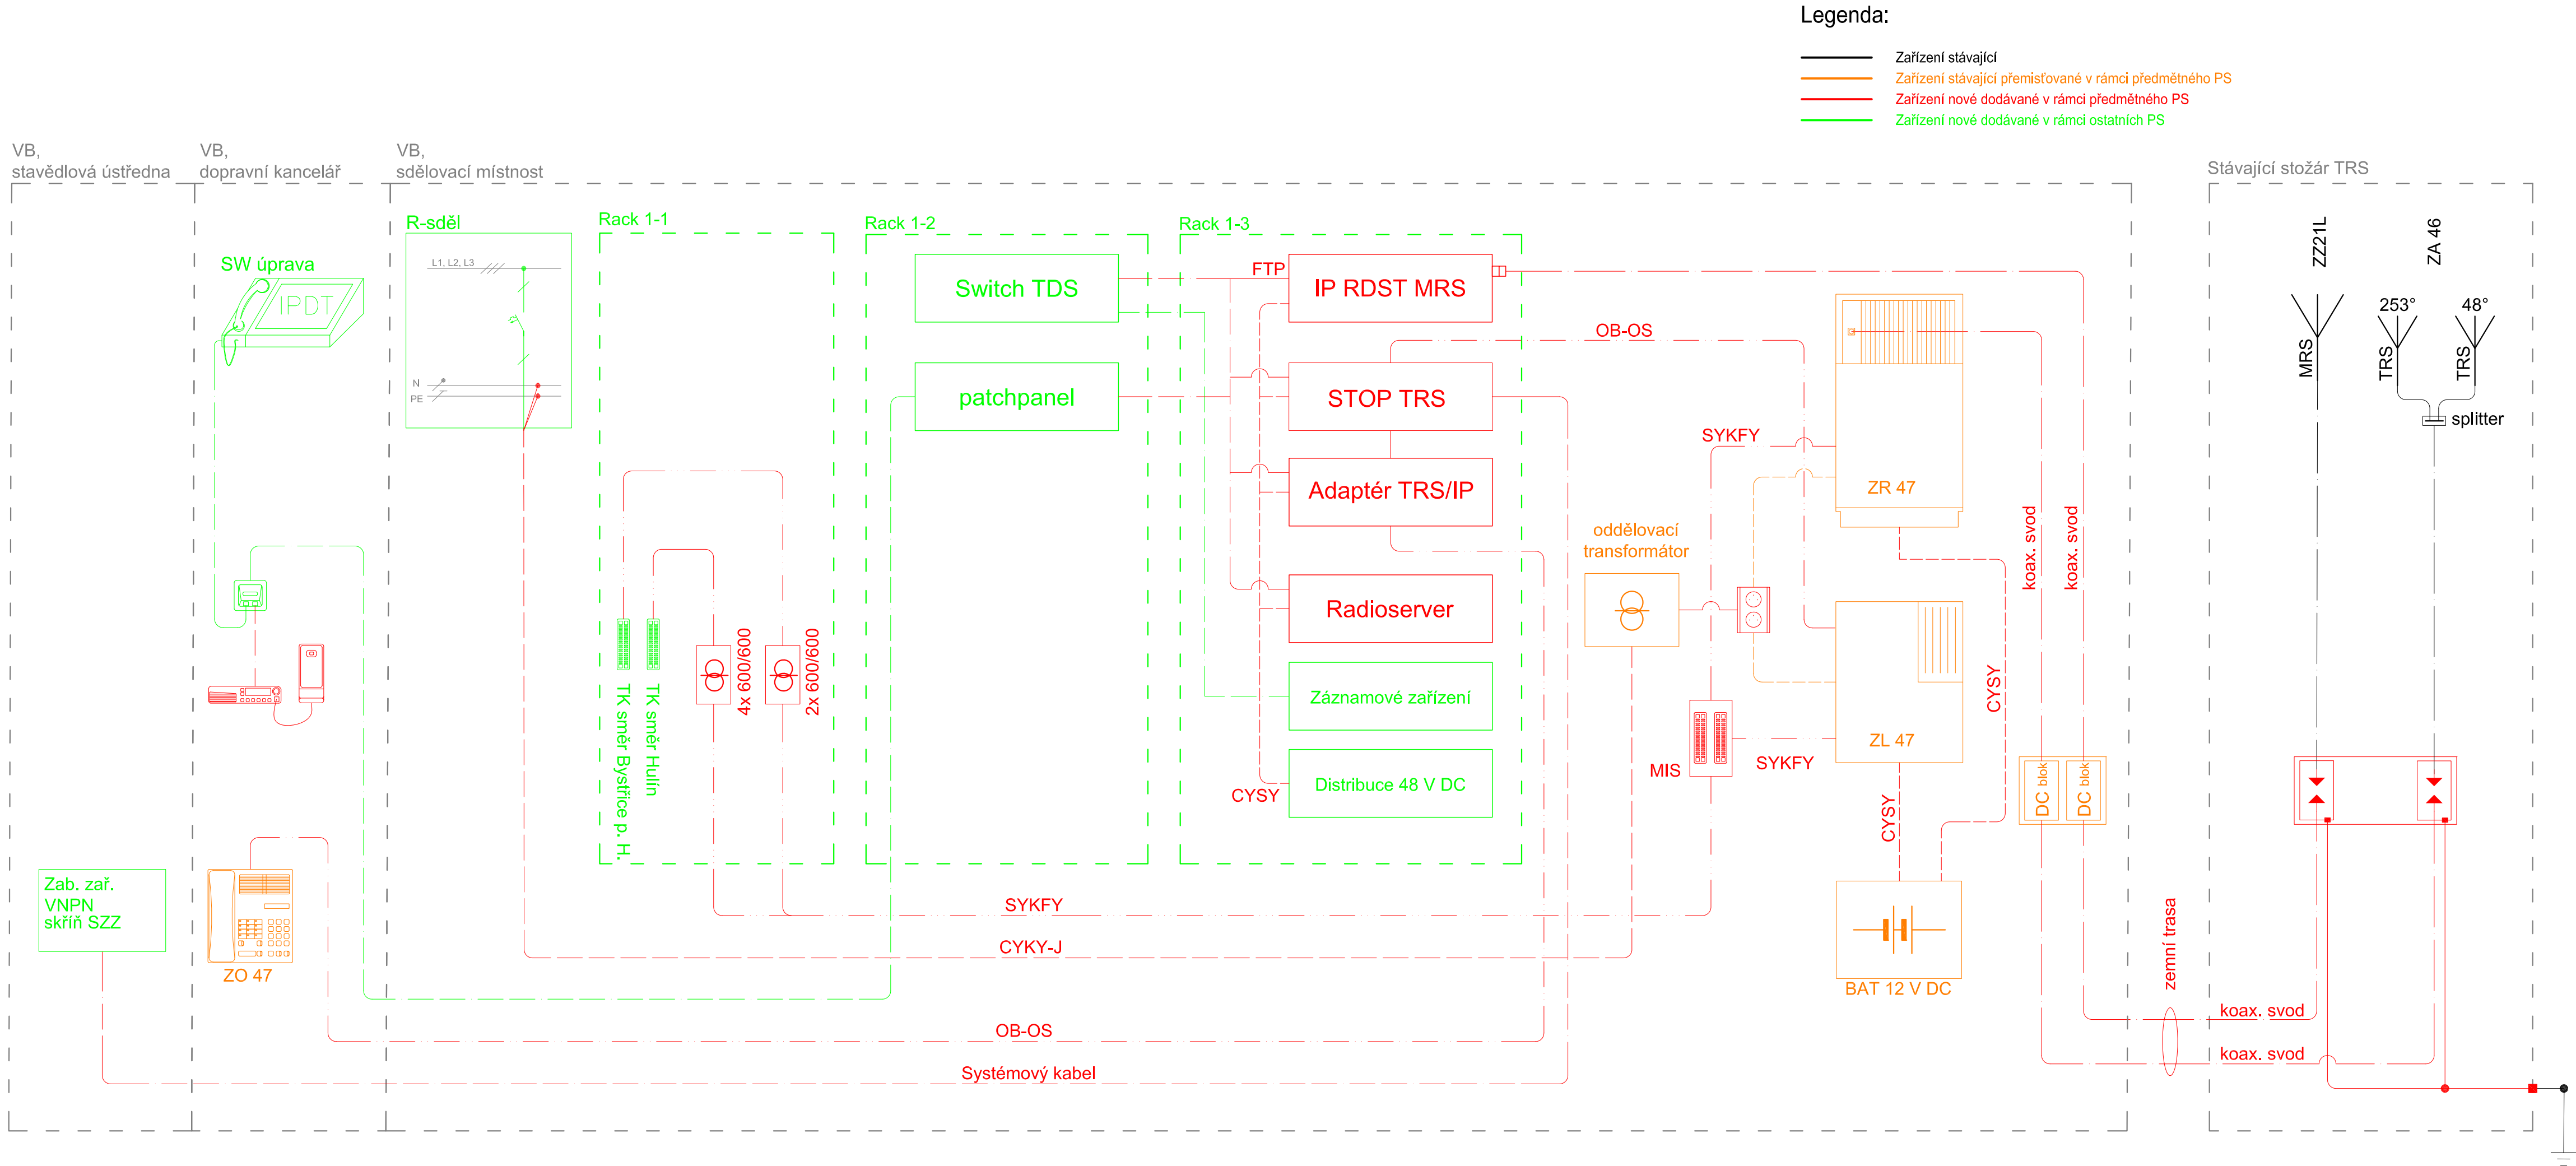 Legenda:
Zařízení stávající
Zařízení stávající přemisťované v rámci předmětného PS
Zařízení nové dodávané v rámci předmětného PS
Zařízení nové dodávané v rámci ostatních PS
VB,
stavědlová ústředna
VB,
dopravní kancelář
VB,
sdělovací místnost
Stávající stožár TRS
SW úprava
IPDT
R-sděl
L1, L2, L3
N
PE
Rack 1-1
Rack 1-2
Rack 1-3
Switch TDS
patchpanel
FTP
IP RDST MRS
STOP TRS
Adaptér TRS/IP
Radioserver
Záznamové zařízení
Distribuce 48 V DC
CYSY
OB-OS
SYKFY
ZR 47
oddělovací
transformátor
ZL 47
MIS
SYKFY
CYSY
CYSY
BAT 12 V DC
koax. svod
koax. svod
DC blok
DC blok
ZZ21L
ZA 46
253°
48°
MRS
TRS
TRS
splitter
TK směr Bystřice p. H.
TK směr Hulín
4x 600/600
2x 600/600
Zab. zař.
VNPN
skříň SZZ
ZO 47
SYKFY
CYKY-J
OB-OS
Systémový kabel
zemní trasa
koax. svod
koax. svod